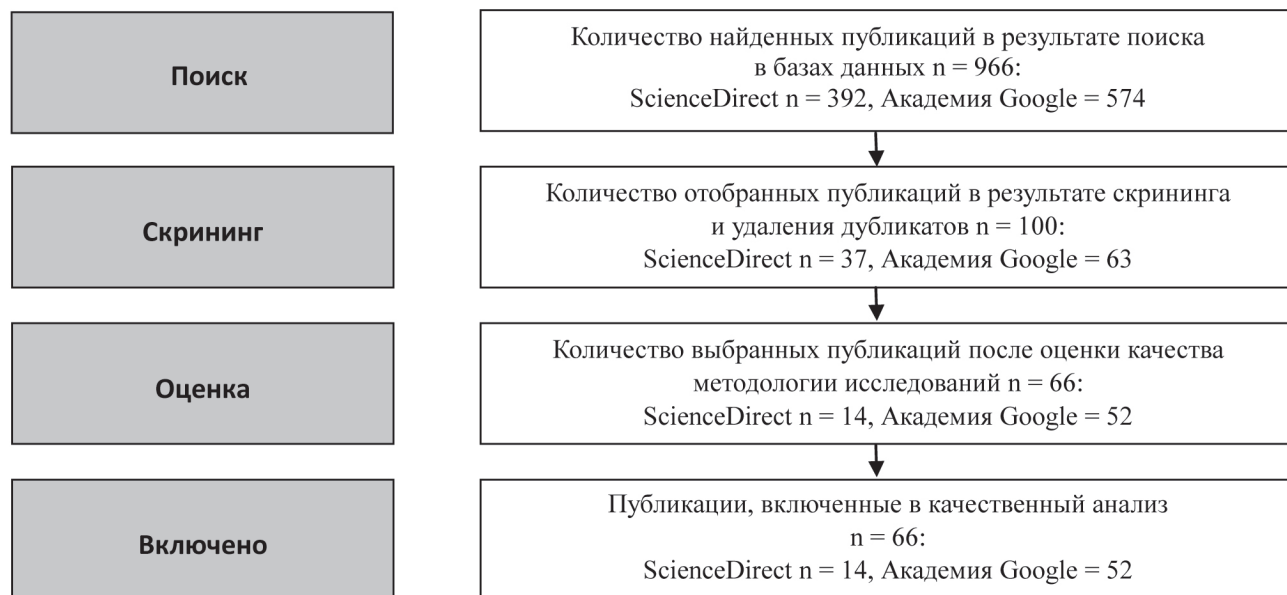 Поиск
Количество найденных публикаций в результате поиска
в базах данных n = 966:
ScienceDirect n = 392, Академия Google = 574
Скрининг
Количество отобранных публикаций в результате скрининга
и удаления дубликатов n = 100:
ScienceDirect n = 37, Академия Google = 63
Оценка
Количество выбранных публикаций после оценки качества
методологии исследований n = 66:
ScienceDirect n = 14, Академия Google = 52
Включено
Публикации, включенные в качественный анализ
n = 66:
ScienceDirect n = 14, Академия Google = 52